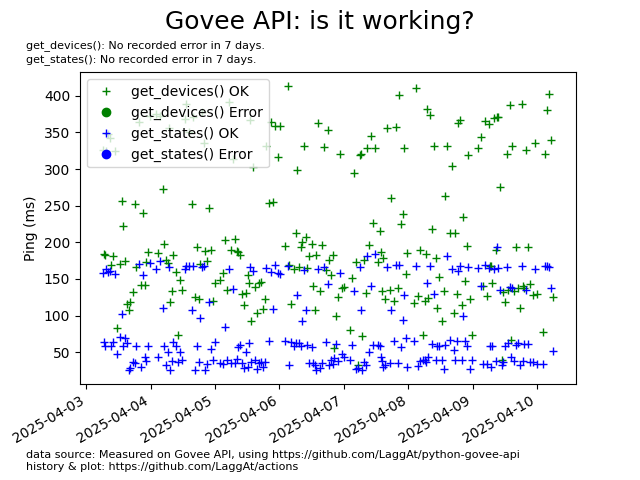 Govee API: is it working?
get_devices(): No recorded error in 7 days.
get_states(): No recorded error in 7 days.
get_devices() OK
get_devices() Error
get_states() OK
get_states() Error
Ping (ms)
400
350
300
250
200
150
100
50
2025-04-03
2025-04-04
2025-04-05
2025-04-06
2025-04-07
2025-04-08
2025-04-09
2025-04-10
data source: Measured on Govee API, using https://github.com/LaggAt/python-govee-api
history & plot: https://github.com/LaggAt/actions